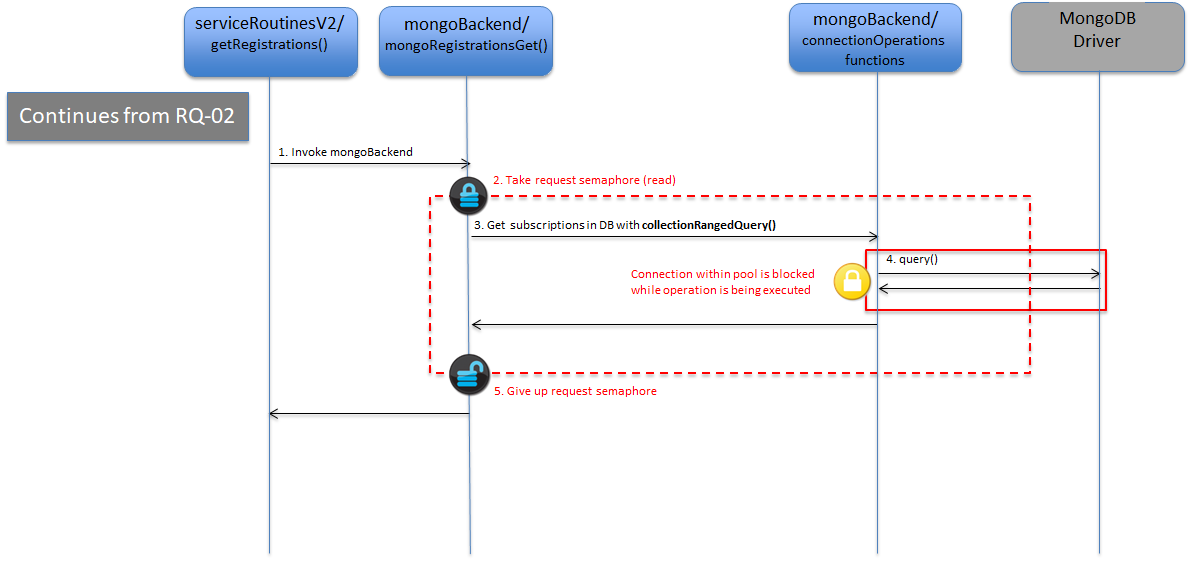 serviceRoutinesV2/
getRegistrations()
mongoBackend/
mongoRegistrationsGet()
mongoBackend/
connectionOperations
functions
MongoDB
Driver
Continues from RQ-02
1. Invoke mongoBackend
2. Take request semaphore (read)
3. Get subscriptions in DB with collectionRangedQuery()
4. query()
Connection within pool is blocked
while operation is being executed
5. Give up request semaphore